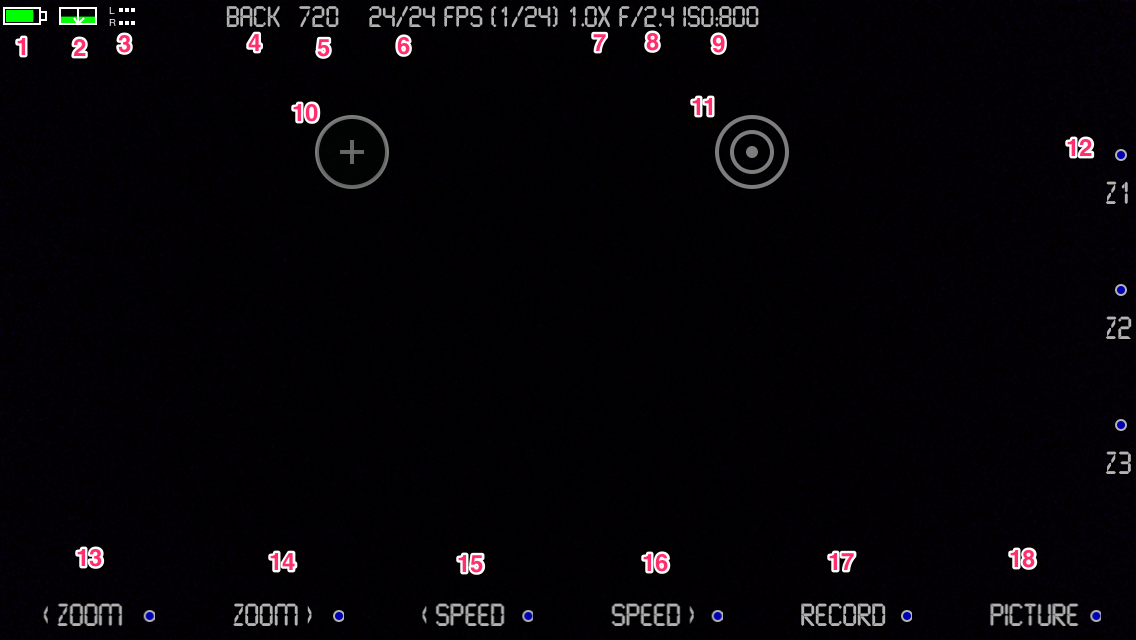 L
R
BACK 720 24/24 FPS (1/24) 1.0X F/2.4 ISO:800
1 2 3 4 5 6 7 8 9
10 11
12
Z1
Z2
Z3
13 14 15 16 17 18
⟨ ZOOM ZOOM ⟩ ⟨ SPEED SPEED ⟩ RECORD PICTURE